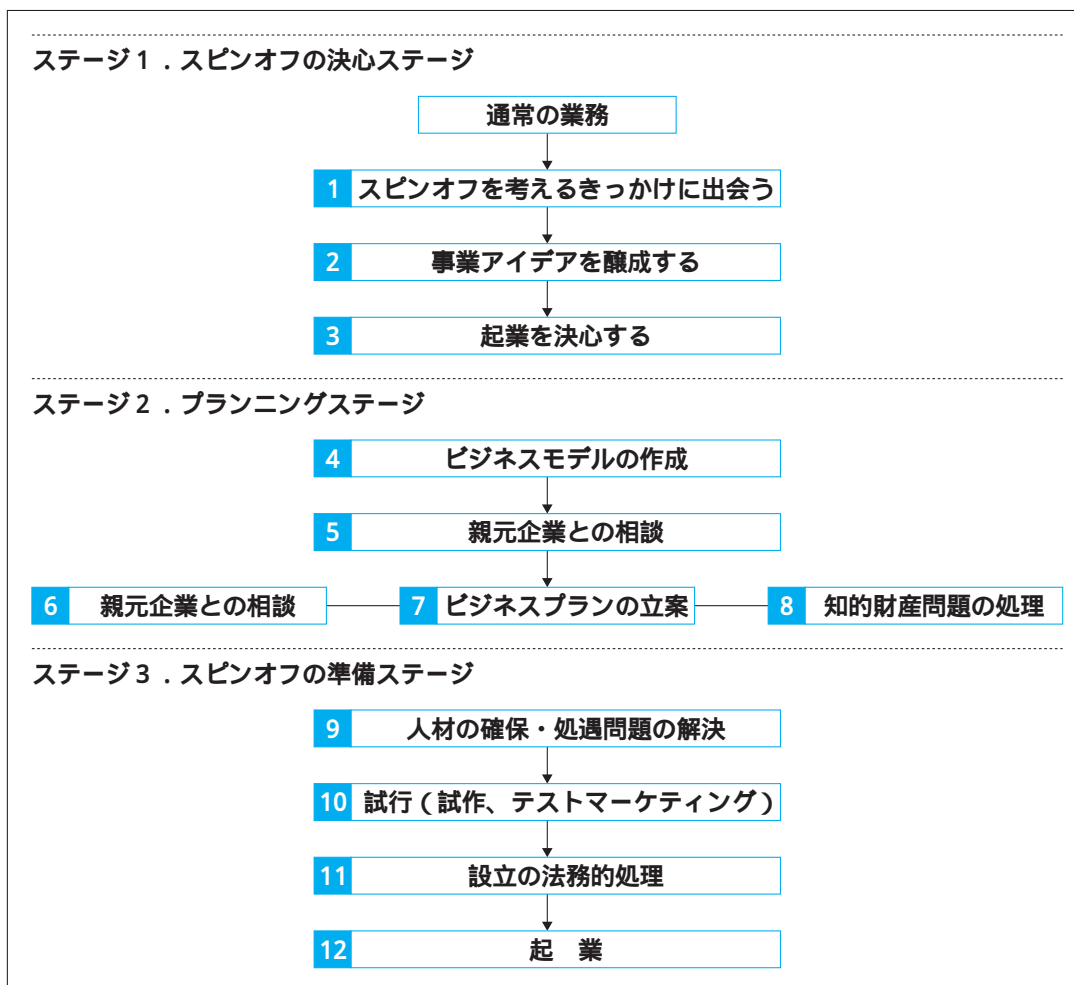 ステージ1．スピンオフの決心ステージ
通常の業務
1 スピンオフを考えるきっかけに出会う
2 事業アイデアを醸成する
3 起業を決心する
ステージ2．プランニングステージ
4 ビジネスモデルの作成
5 親元企業との相談
6 親元企業との相談 7 ビジネスプランの立案 8 知的財産問題の処理
ステージ3．スピンオフの準備ステージ
9 人材の確保・処遇問題の解決
10 試行（試作、テストマーケティング）
11 設立の法務的処理
12 起　業